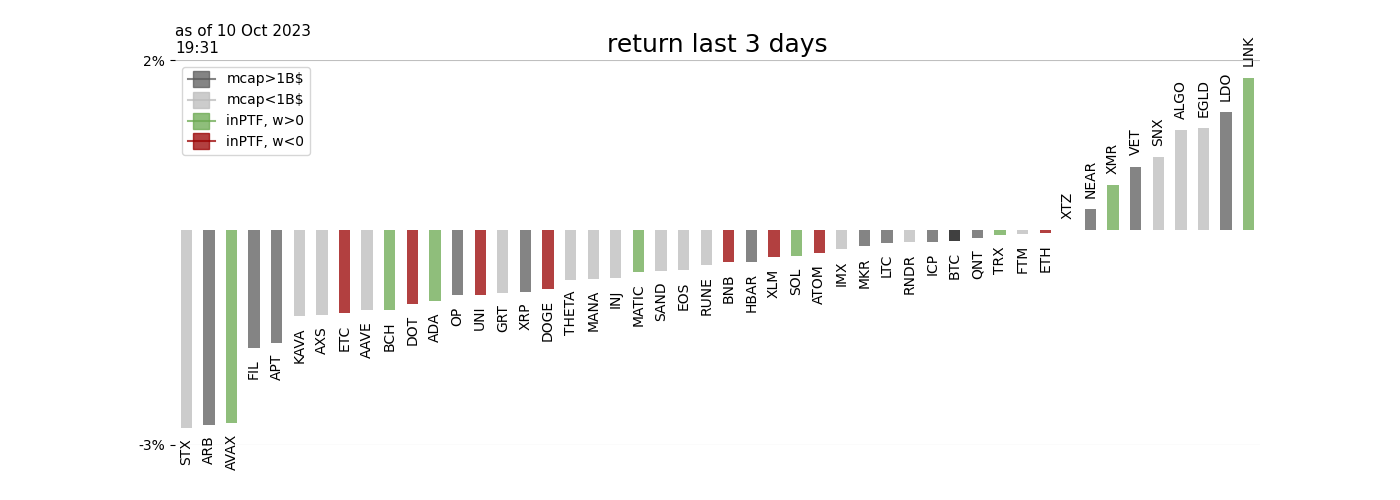 as of 10 Oct 2023
19:31
return last 3 days
2%
mcap>1B$
mcap<1B$
inPTF, w>0
inPTF, w<0
-3%
STX
ARB
AVAX
FIL
APT
KAVA
AXS
ETC
AAVE
BCH
DOT
ADA
OP
UNI
GRT
XRP
DOGE
THETA
MANA
INJ
MATIC
SAND
EOS
RUNE
BNB
HBAR
XLM
SOL
ATOM
IMX
MKR
LTC
RNDR
ICP
BTC
QNT
TRX
FTM
ETH
XTZ
NEAR
XMR
VET
SNX
ALGO
EGLD
LDO
LINK